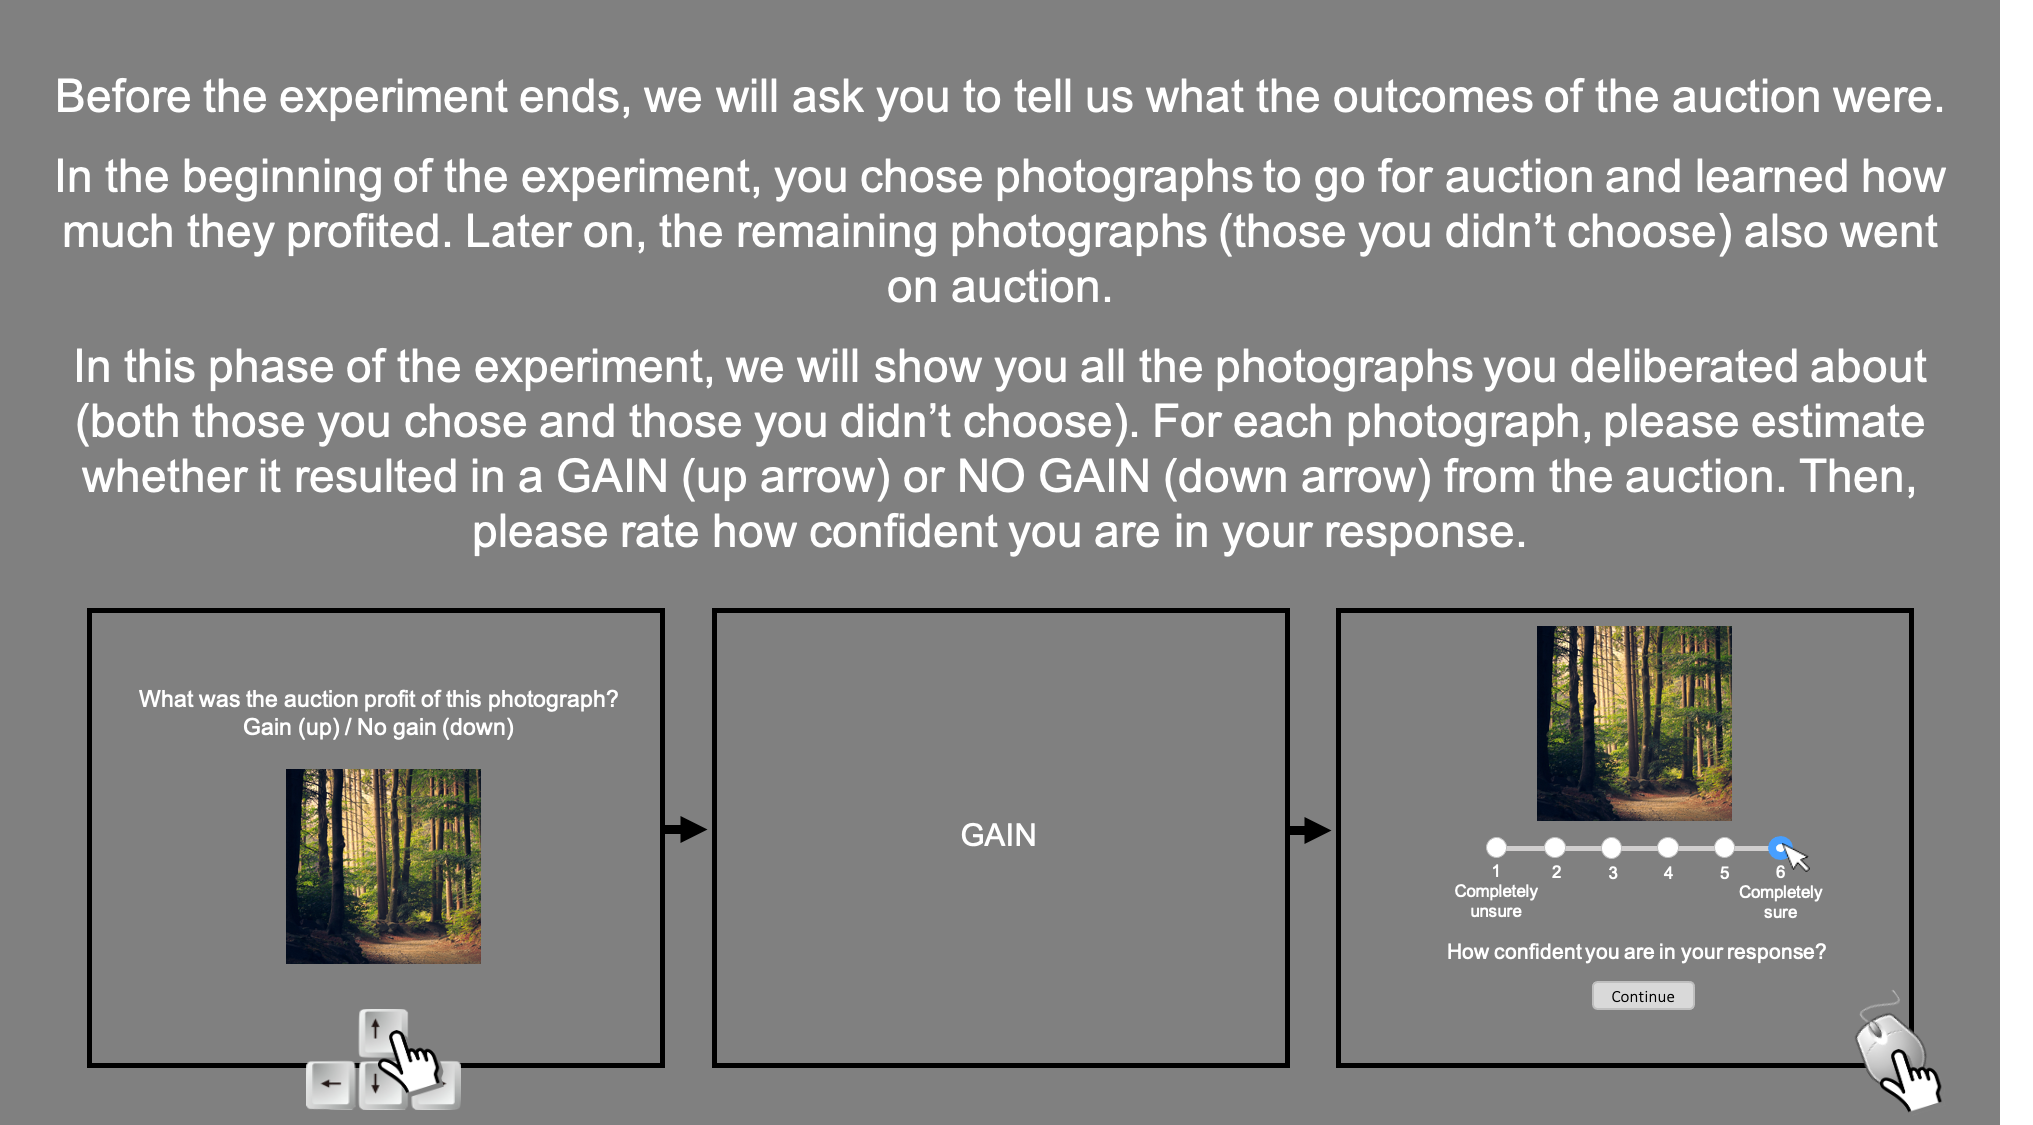 Before the experiment ends, we will ask you to tell us what the outcomes of the auction were.
In the beginning of the experiment, you chose photographs to go for auction and learned how
much they profited. Later on, the remaining photographs (those you didn’t choose) also went
on auction.
In this phase of the experiment, we will show you all the photographs you deliberated about
(both those you chose and those you didn’t choose). For each photograph, please estimate
whether it resulted in a GAIN (up arrow) or NO GAIN (down arrow) from the auction. Then,
please rate how confident you are in your response.
What was the auction profit of this photograph?
Gain (up) / No gain (down)
↑
← ↓
GAIN
1 2 3 4 5 6
Completely unsure
Completely sure
How confident you are in your response?
Continue